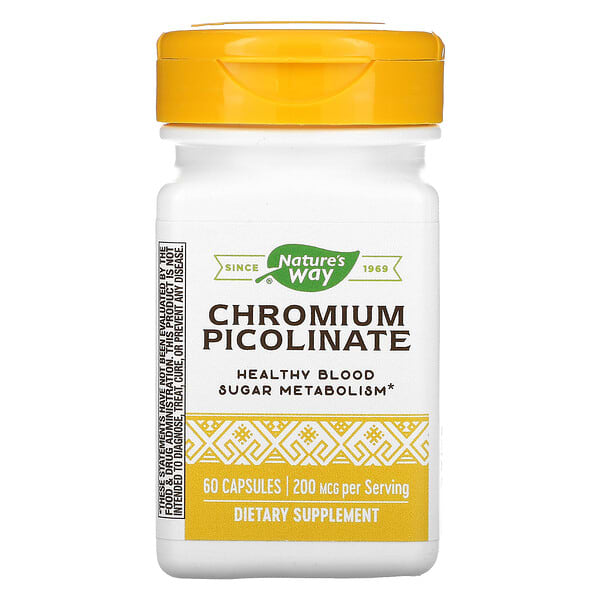 SINCE Nature's Way® 1969
CHROMIUM
PICOLINATE
HEALTHY BLOOD
SUGAR METABOLISM*
60 CAPSULES | 200 MCG per Serving
DIETARY SUPPLEMENT
*THESE STATEMENTS HAVE NOT BEEN EVALUATED BY THE
FOOD & DRUG ADMINISTRATION. THIS PRODUCT IS NOT
INTENDED TO DIAGNOSE, TREAT, CURE, OR PREVENT ANY DISEASE.